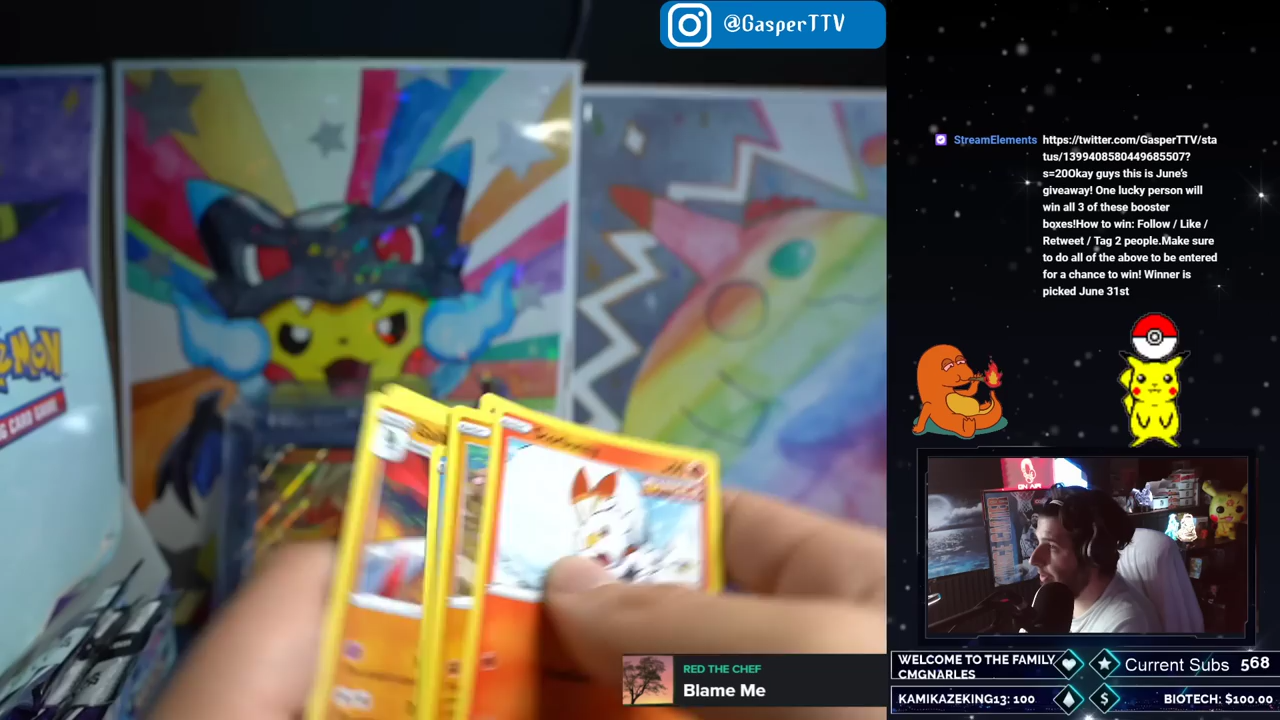 @GasperTTV
StreamElements https://twitter.com/GasperTTV/sta
tus/1399408580449685507?
s=20Okay guys this is June's
giveaway! One lucky person will
win all 3 of these booster
boxes!How to win: Follow / Like /
Retweet / Tag 2 people.Make sure
to do all of the above to be entered
for a chance to win! Winner is
picked June 31st
ON AIR
RED THE CHEF
Blame Me
WELCOME TO THE FAMILY
CMGNARLES
Current Subs 568
KAMIKAZEKING13: 100
BIOTECH: $100.00